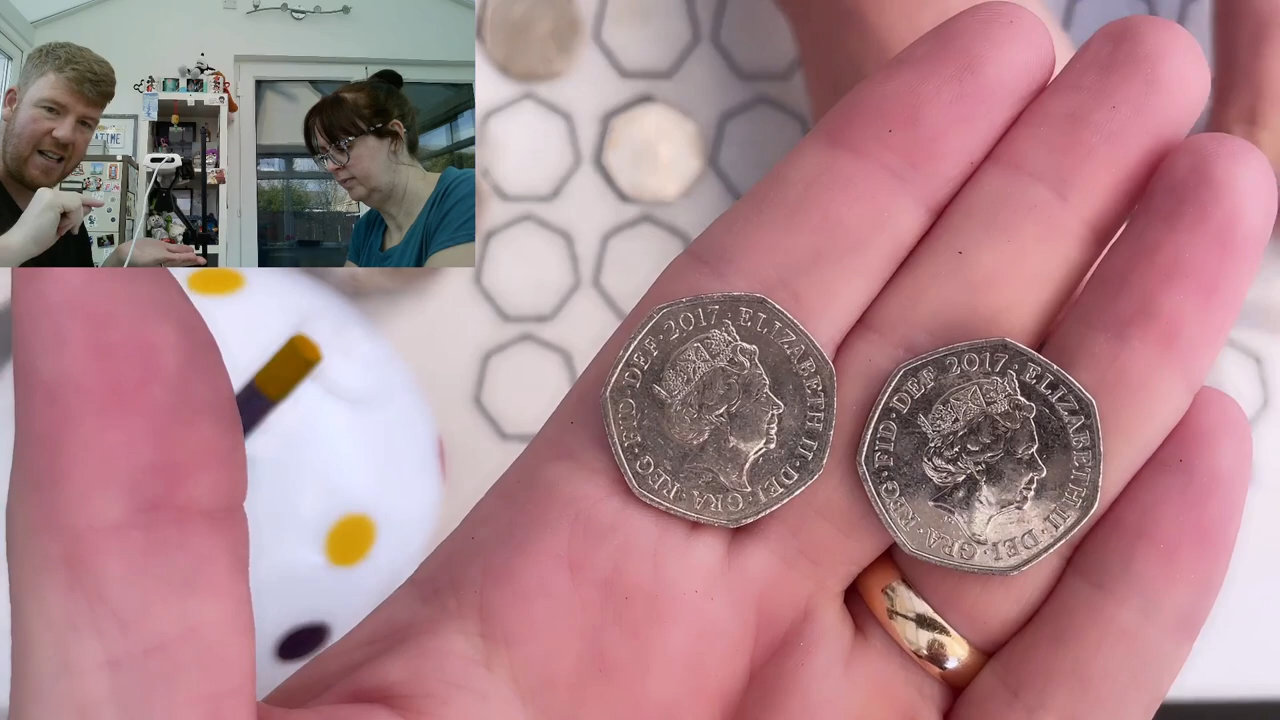 ELIZABETH II · DEI · GRA · REG · FID · DEF · 2017 ·
ELIZABETH II · DEI · GRA · REG · FID · DEF · 2017 ·